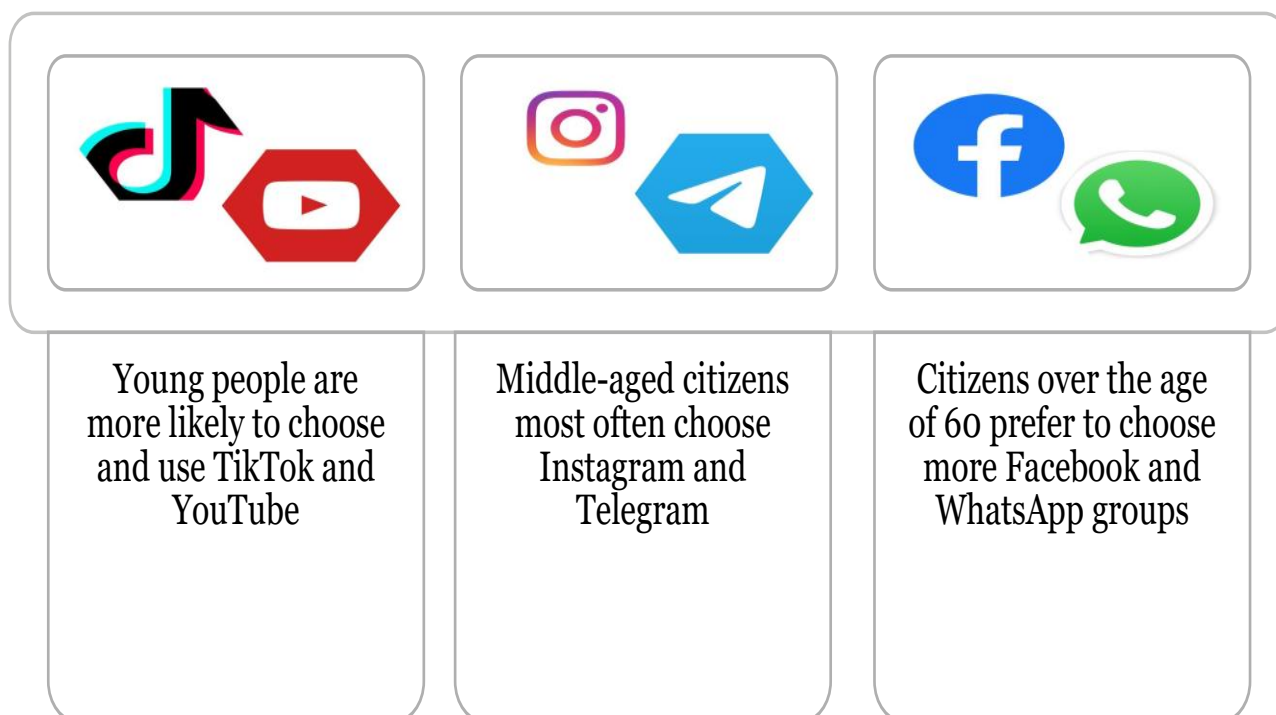 Young people are
more likely to choose
and use TikTok and
YouTube
Middle-aged citizens
most often choose
Instagram and
Telegram
Citizens over the age
of 60 prefer to choose
more Facebook and
WhatsApp groups